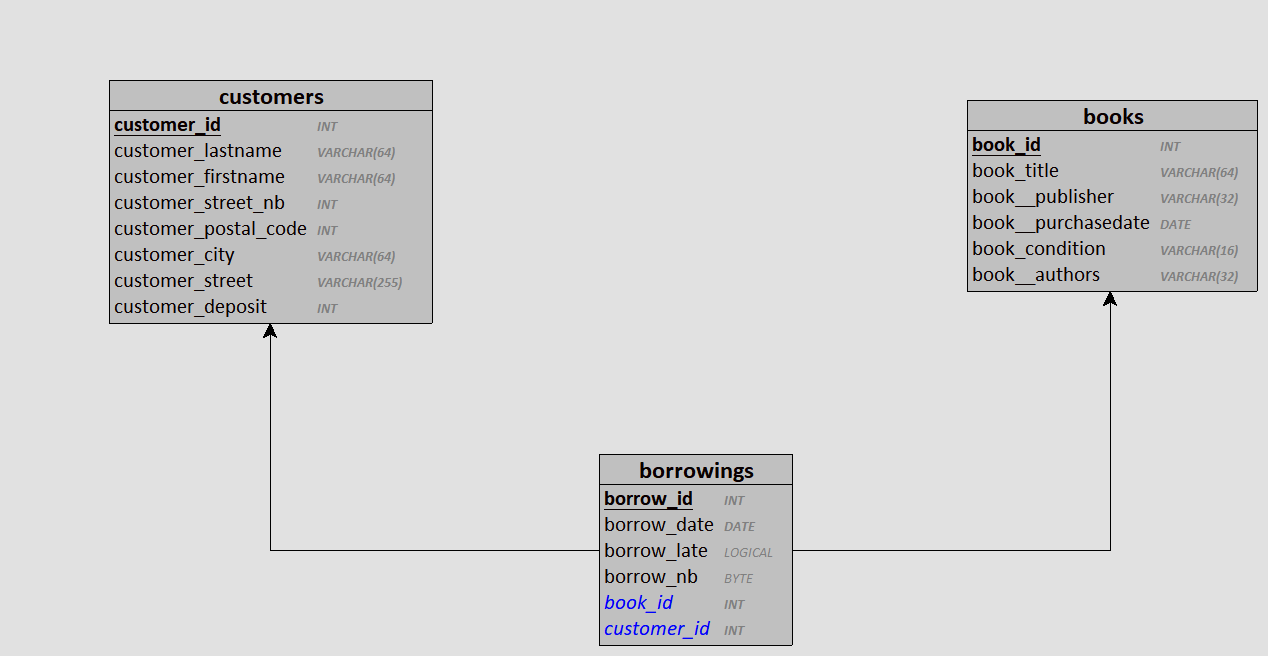 customers
customer_id INT
customer_lastname VARCHAR(64)
customer_firstname VARCHAR(64)
customer_street_nb INT
customer_postal_code INT
customer_city VARCHAR(64)
customer_street VARCHAR(255)
customer_deposit INT
books
book_id INT
book_title VARCHAR(64)
book__publisher VARCHAR(32)
book__purchasedate DATE
book_condition VARCHAR(16)
book__authors VARCHAR(32)
borrowings
borrow_id INT
borrow_date DATE
borrow_late LOGICAL
borrow_nb BYTE
book_id INT
customer_id INT